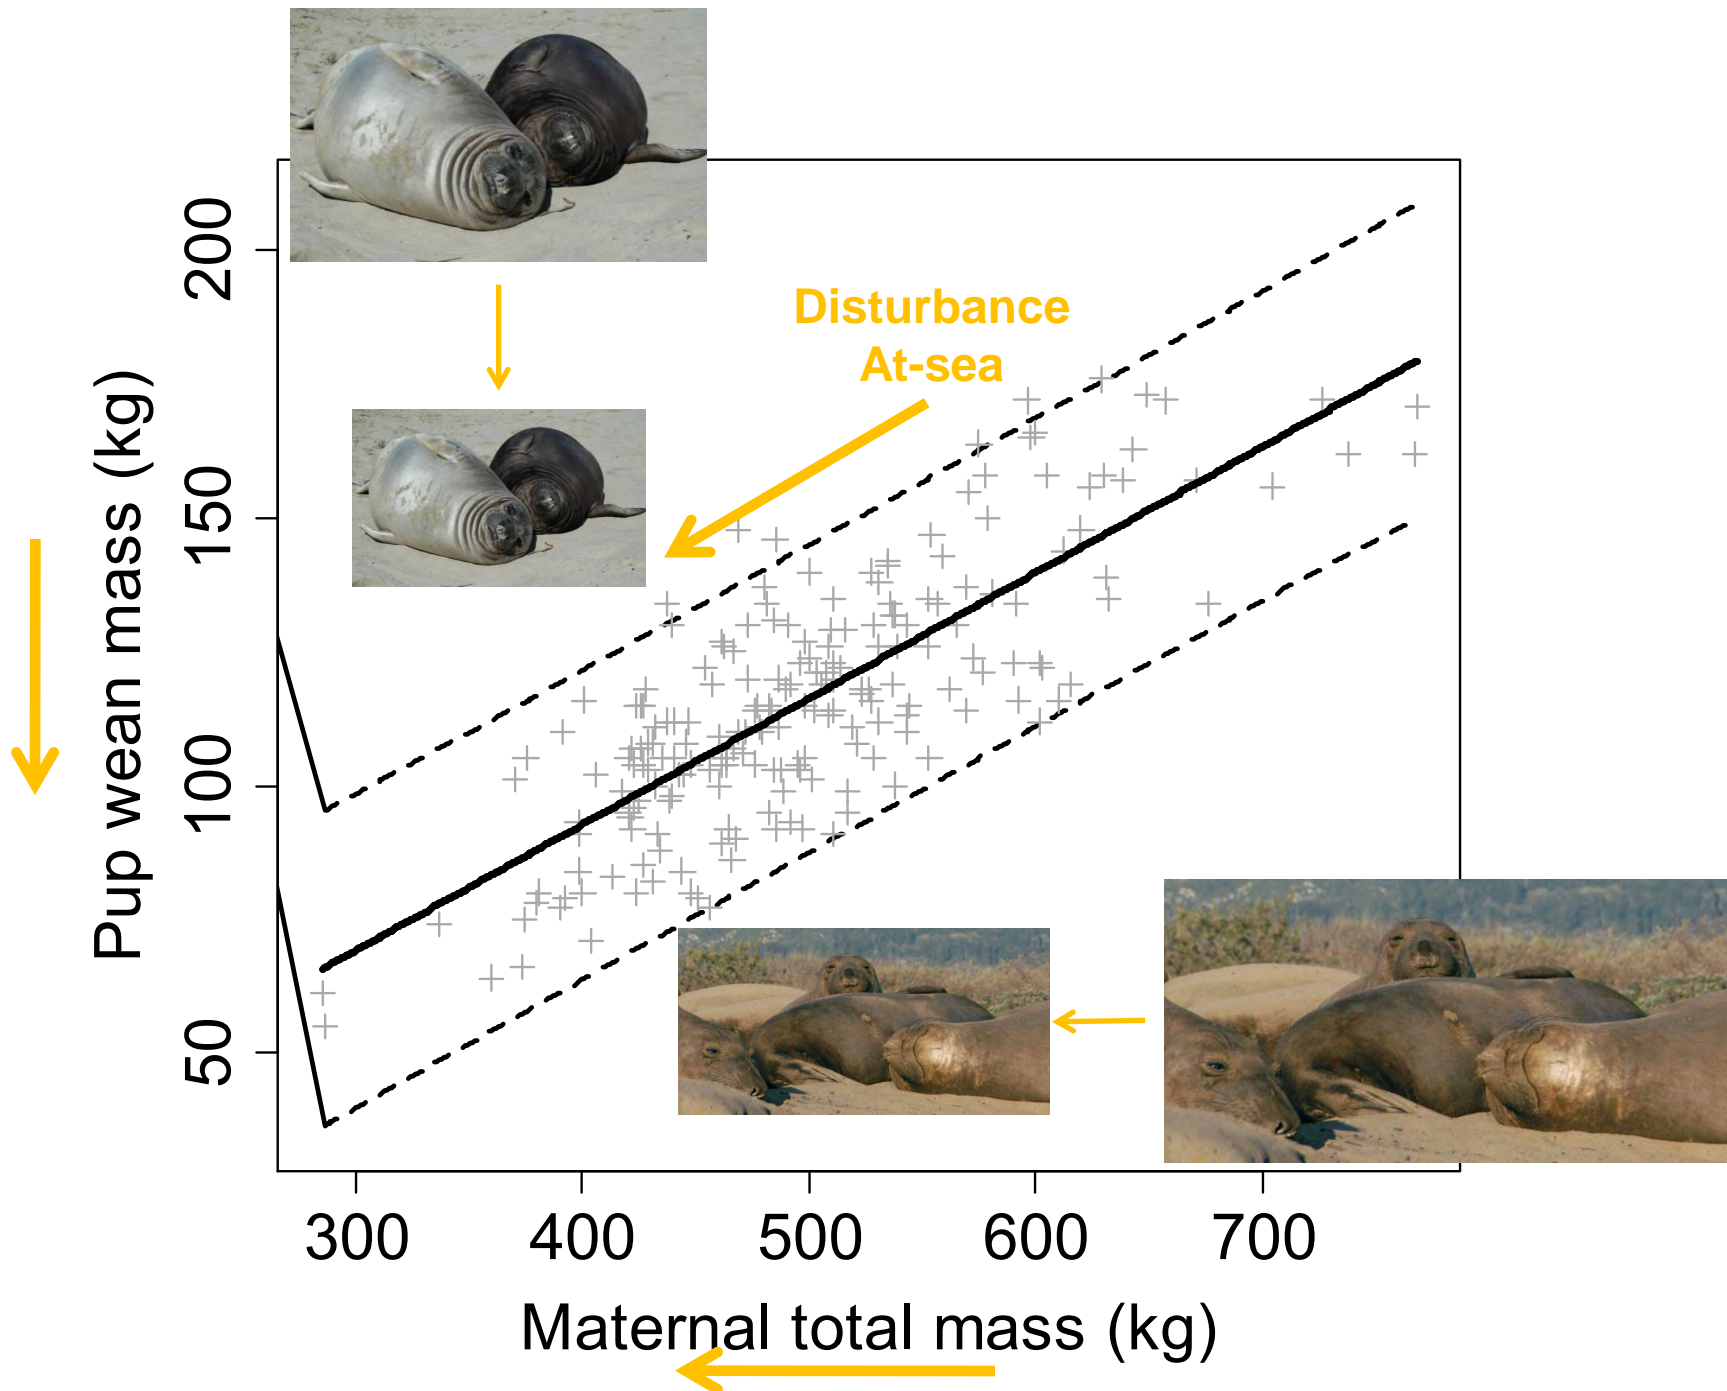 Disturbance
At-sea
Pup wean mass (kg)
200
150
100
50
300 400 500 600 700
Maternal total mass (kg)